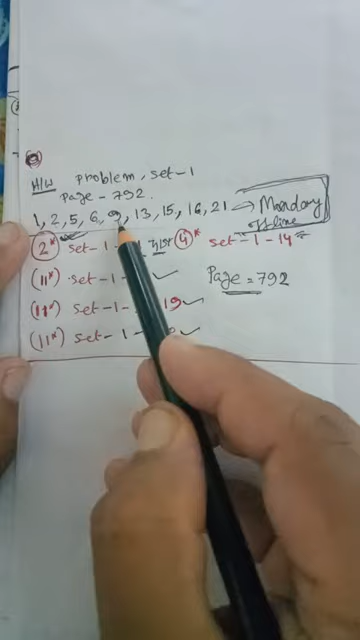 H/W Problem, set-1
Page - 792.
1, 2, 5, 6, 9, 13, 15, 16, 21 → Monday offline
(2*) set-1 - (4)* set-1-14
(11*) set-1- Page = 792
(11*) set-1- 19
(11*) set-1-